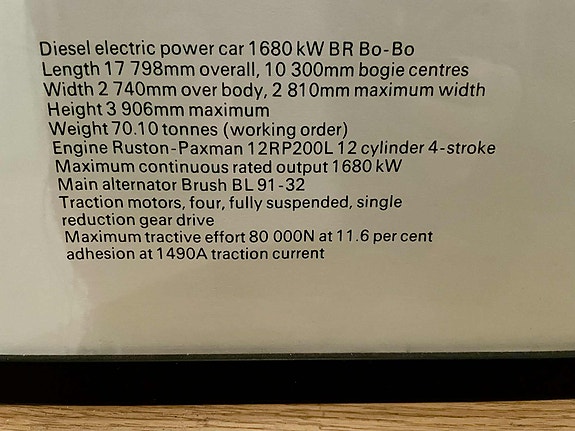 Diesel electric power car 1680 kW BR Bo-Bo
Length 17 798mm overall, 10 300mm bogie centres
Width 2 740mm over body, 2 810mm maximum width
Height 3 906mm maximum
Weight 70.10 tonnes (working order)
Engine Ruston-Paxman 12RP200L 12 cylinder 4-stroke
Maximum continuous rated output 1680 kW
Main alternator Brush BL 91-32
Traction motors, four, fully suspended, single
reduction gear drive
Maximum tractive effort 80 000N at 11.6 per cent
adhesion at 1490A traction current